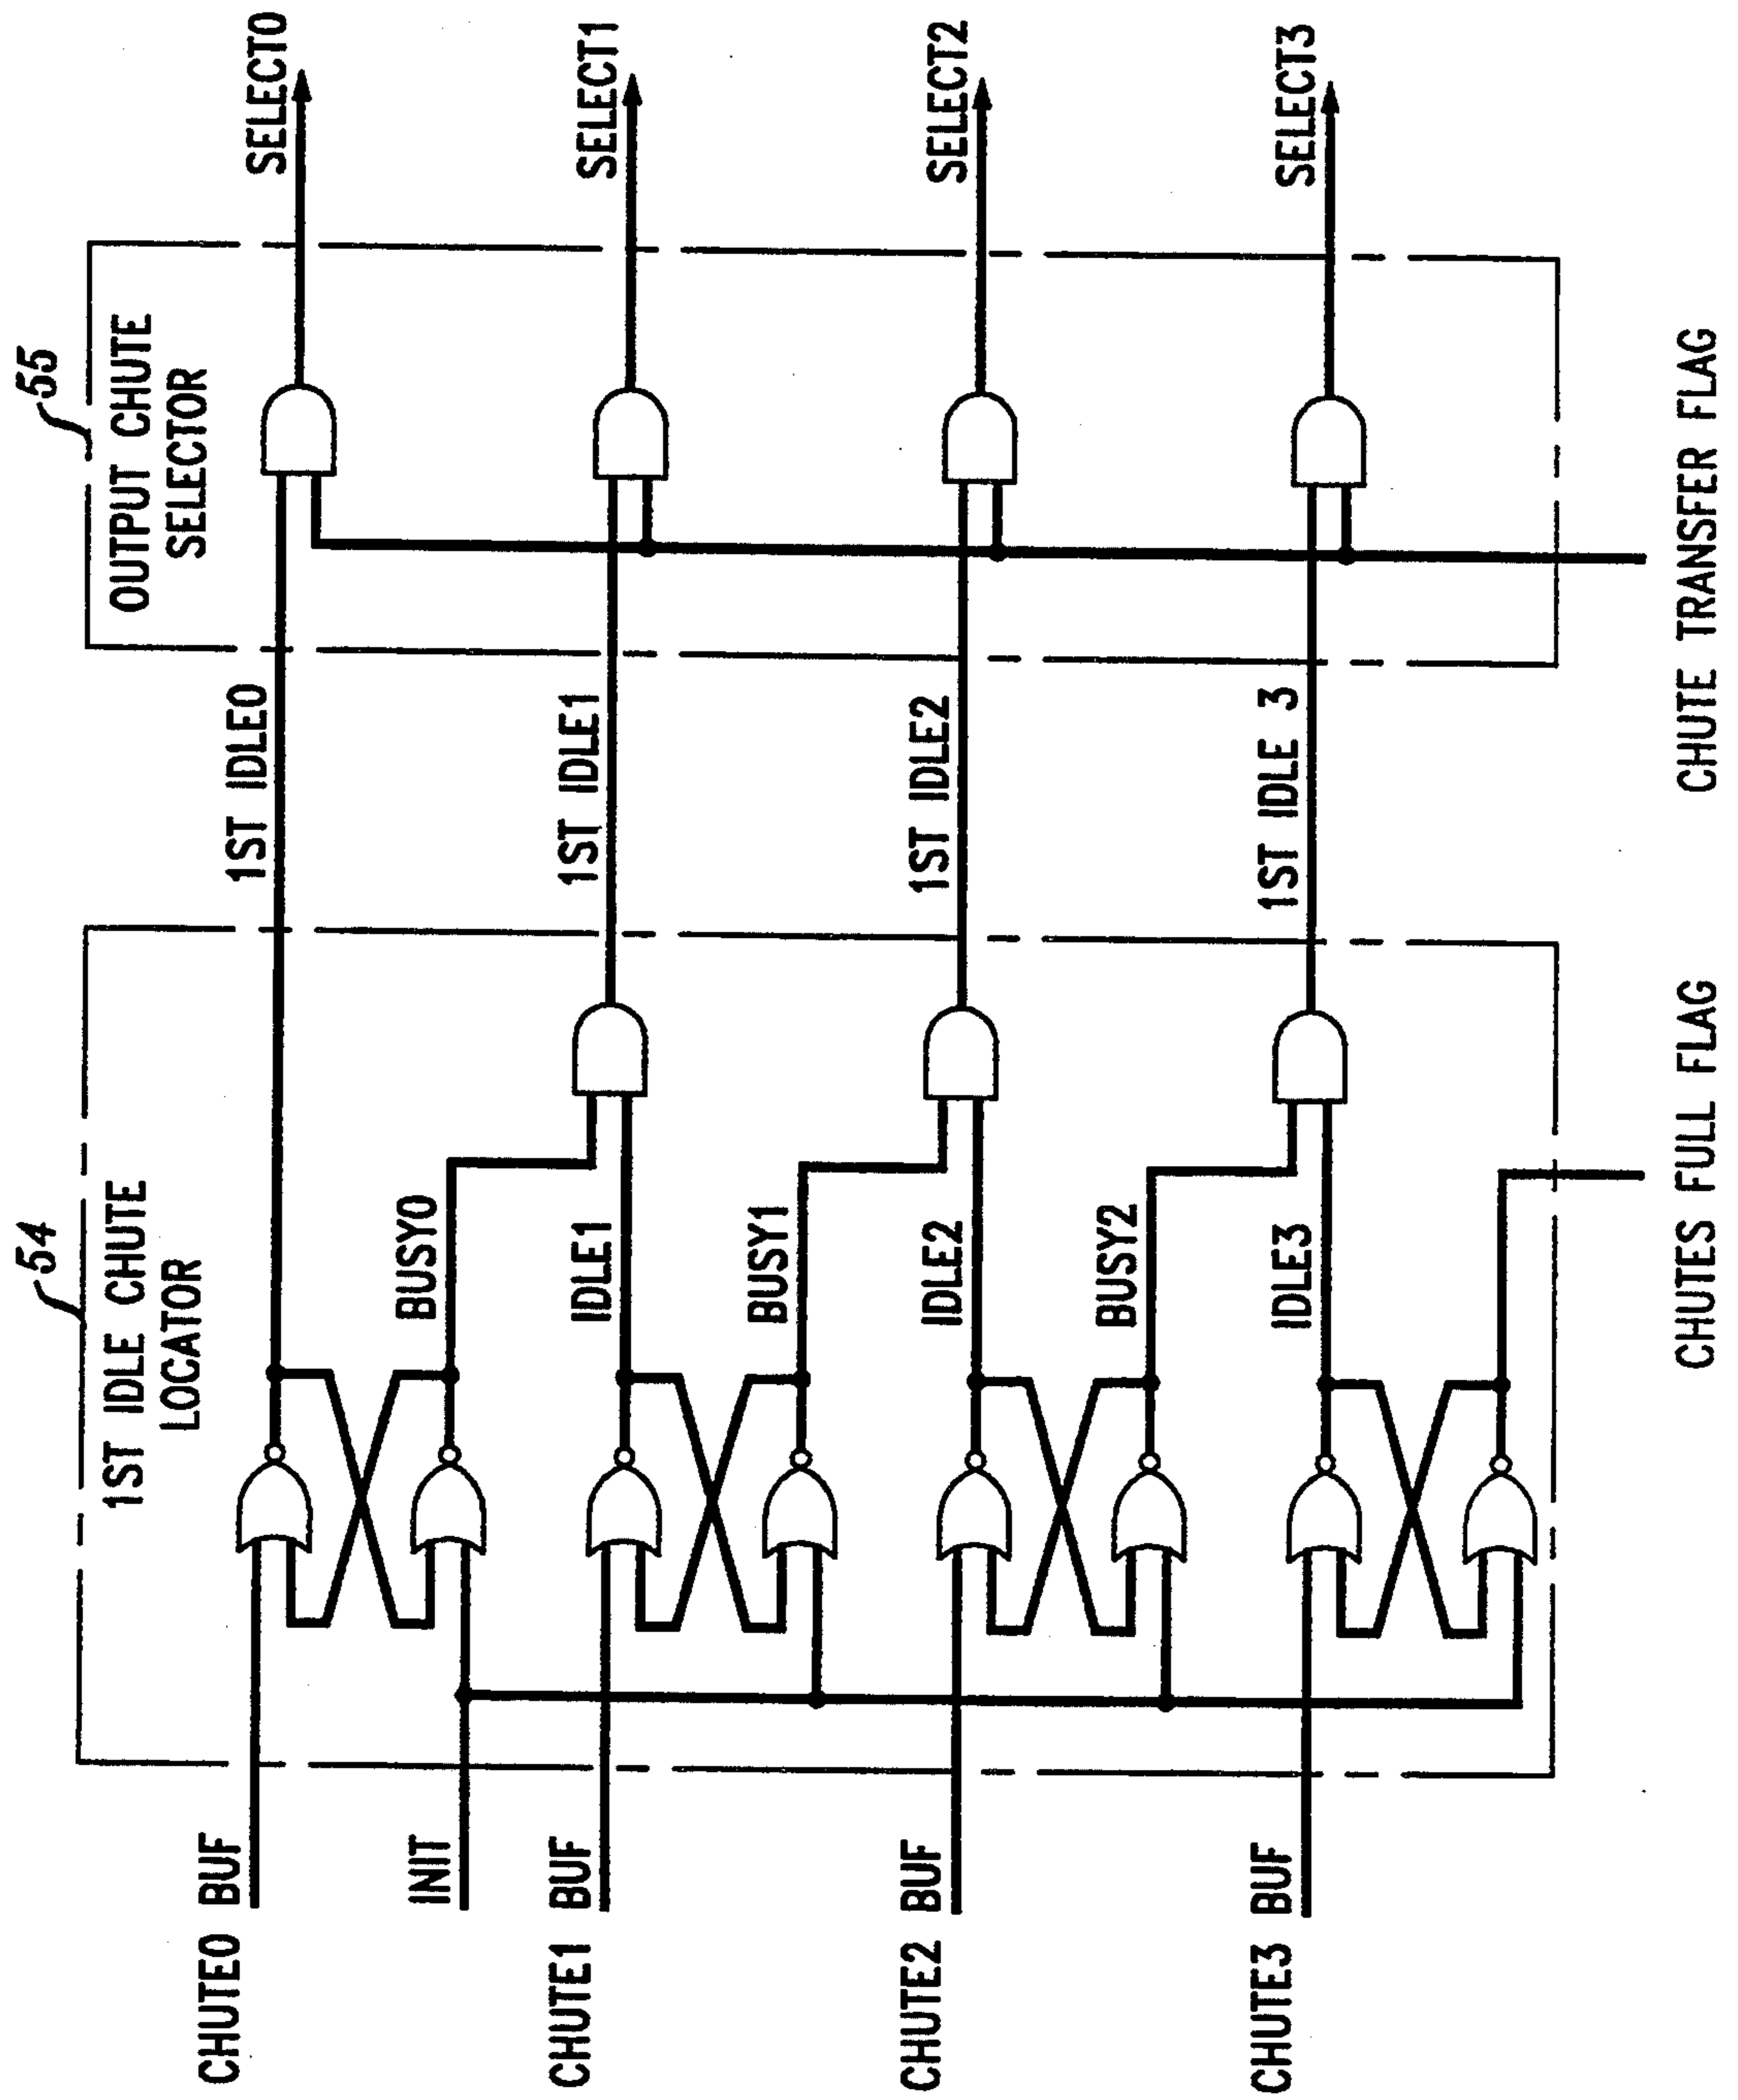 54
1ST IDLE CHUTE
LOCATOR
55
OUTPUT CHUTE
SELECTOR
CHUTE0 BUF
1ST IDLE0
SELECT0
INIT
BUSY0
CHUTE1 BUF
IDLE1
1ST IDLE1
SELECT1
BUSY1
CHUTE2 BUF
IDLE2
1ST IDLE2
SELECT2
BUSY2
CHUTE3 BUF
IDLE3
1ST IDLE 3
SELECT3
CHUTES FULL FLAG
CHUTE TRANSFER FLAG